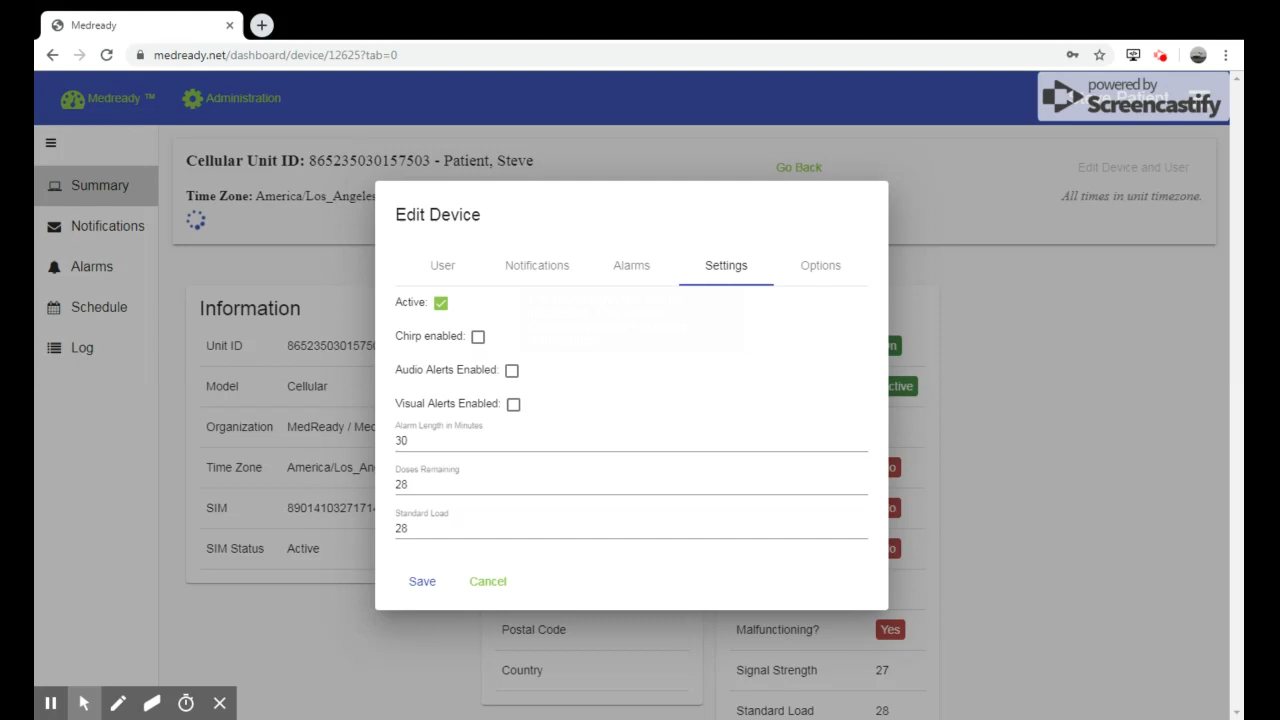 Medready
medready.net/dashboard/device/12625?tab=0
Medready ™
Administration
powered by
Screencastify
Cellular Unit ID: 865235030157503 - Patient, Steve
Go Back
Edit Device and User
Time Zone: America/Los_Angeles
All times in unit timezone.
Summary
Notifications
Alarms
Schedule
Log
Edit Device
User
Notifications
Alarms
Settings
Options
Active:
Chirp enabled:
Audio Alerts Enabled:
Visual Alerts Enabled:
Alarm Length in Minutes
30
Doses Remaining
28
Standard Load
28
Save
Cancel
Information
Unit ID 8652350301575
Model Cellular
Organization MedReady / Med
Time Zone America/Los_An
SIM 8901410327171
SIM Status Active
Postal Code
Country
Malfunctioning? Yes
Signal Strength 27
Standard Load 28